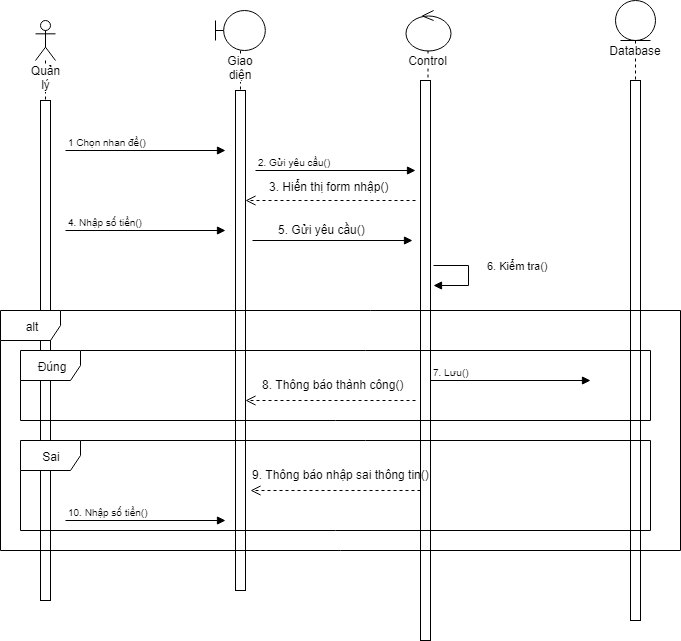 Quản
lý
Giao
diện
Control
Database
1 Chọn nhan đề()
2. Gửi yêu cầu()
3. Hiển thị form nhập()
4. Nhập số tiền()
5. Gửi yêu cầu()
6. Kiểm tra()
alt
Đúng
7. Lưu()
8. Thông báo thành công()
Sai
9. Thông báo nhập sai thông tin()
10. Nhập số tiền()